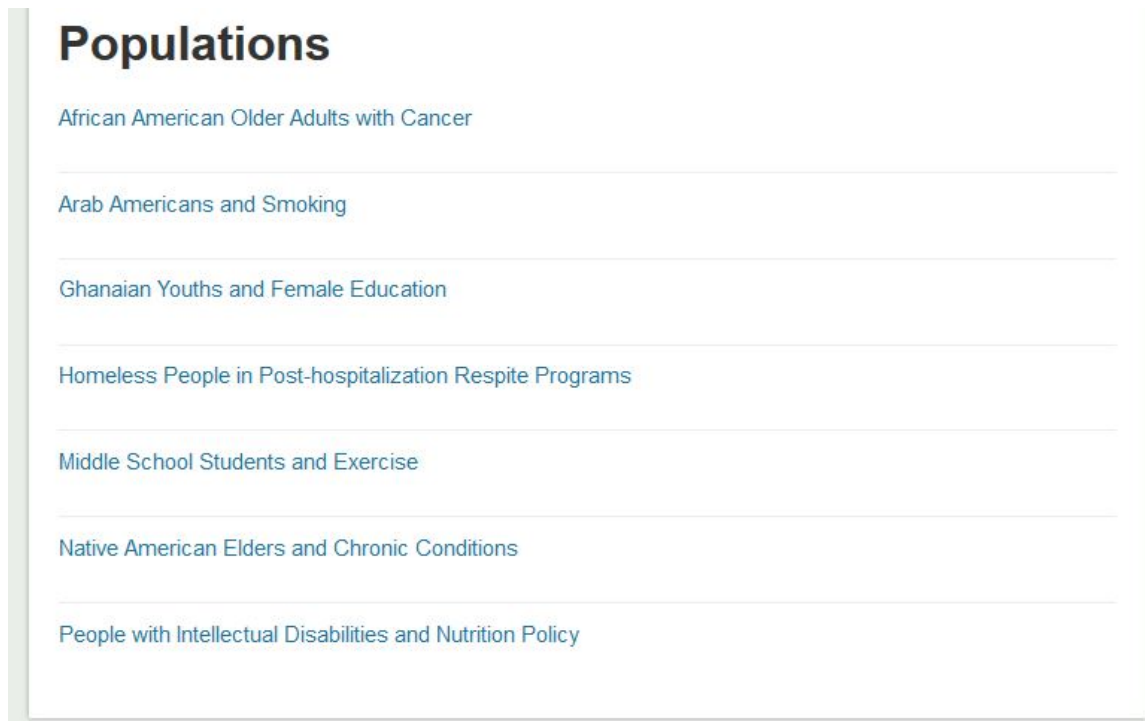 Populations
African American Older Adults with Cancer
Arab Americans and Smoking
Ghanaian Youths and Female Education
Homeless People in Post-hospitalization Respite Programs
Middle School Students and Exercise
Native American Elders and Chronic Conditions
People with Intellectual Disabilities and Nutrition Policy